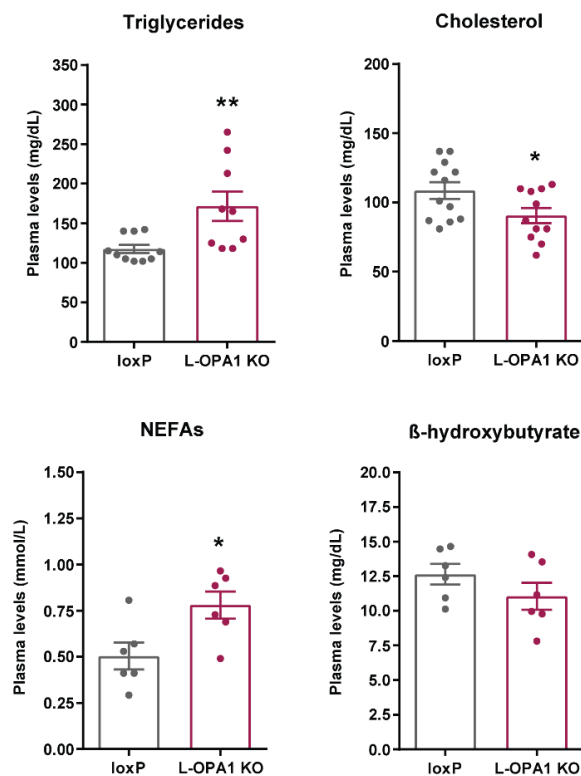 Triglycerides
Plasma levels (mg/dL)
350
300
250
200
150
100
50
0
**
loxP
L-OPA1 KO
Cholesterol
Plasma levels (mg/dL)
200
150
100
50
0
*
loxP
L-OPA1 KO
NEFAs
Plasma levels (mmol/L)
1.50
1.25
1.00
0.75
0.50
0.25
0.00
*
loxP
L-OPA1 KO
ß-hydroxybutyrate
Plasma levels (mg/dL)
20.0
17.5
15.0
12.5
10.0
7.5
5.0
2.5
0.0
loxP
L-OPA1 KO